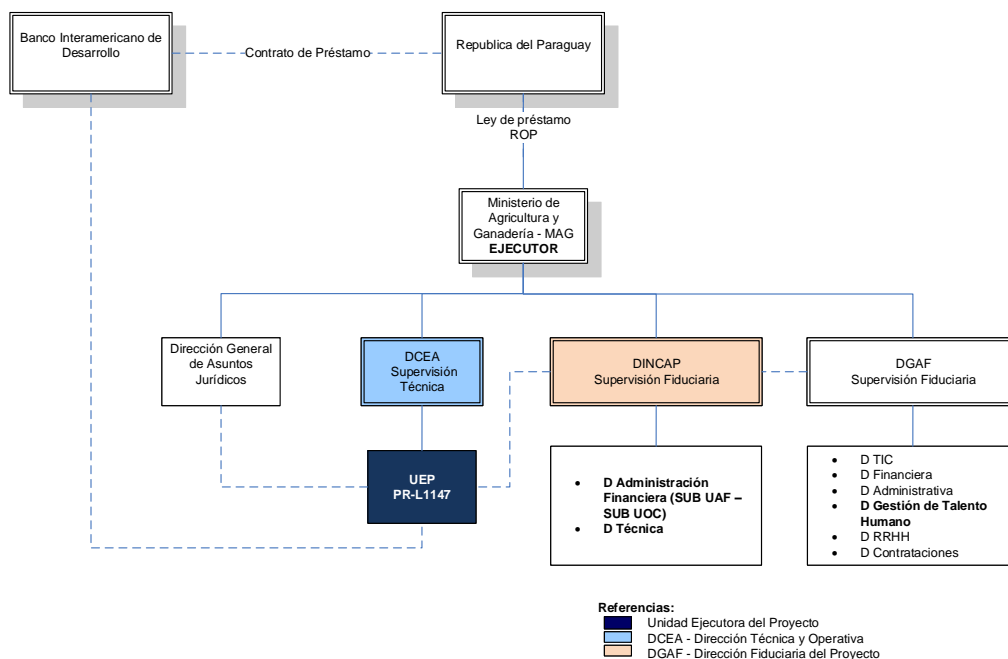 Banco Interamericano de
Desarrollo
Contrato de Préstamo
Republica del Paraguay
Ley de préstamo
ROP
Ministerio de
Agricultura y
Ganadería - MAG
EJECUTOR
Dirección General
de Asuntos
Jurídicos
DCEA
Supervisión
Técnica
DINCAP
Supervisión Fiduciaria
DGAF
Supervisión Fiduciaria
UEP
PR-L1147
• D Administración
Financiera (SUB UAF –
SUB UOC)
• D Técnica
• D TIC
• D Financiera
• D Administrativa
• D Gestión de Talento
Humano
• D RRHH
• D Contrataciones
Referencias:
Unidad Ejecutora del Proyecto
DCEA - Dirección Técnica y Operativa
DGAF - Dirección Fiduciaria del Proyecto